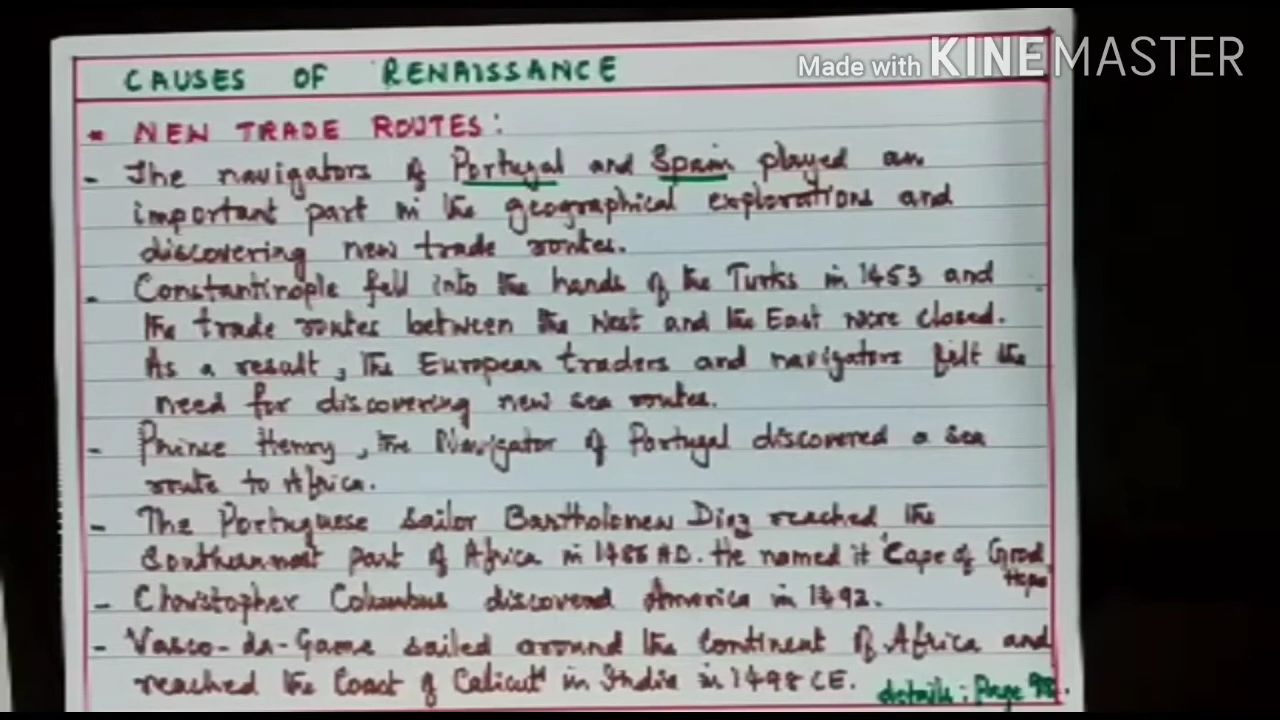 Made with KINEMASTER
CAUSES OF RENAISSANCE
* NEW TRADE ROUTES:
- The navigators of Portugal and Spain played an
important part in the geographical explorations and
discovering new trade routes.
- Constantinople fell into the hands of the Turks in 1453 and
the trade routes between the West and the East were closed.
As a result, the European traders and navigators felt the
need for discovering new sea routes.
- Prince Henry, the Navigator of Portugal discovered a sea
route to Africa.
- The Portuguese sailor Bartholomew Diaz reached the
Southernmost part of Africa in AD. He named it 'Cape of Good
Hope
- Christopher Columbus discovered America in 1492.
- Vasco-da-Gama sailed around the Continent of Africa and
reached the Coast of Calicut in India in 1498 CE.
details: Page